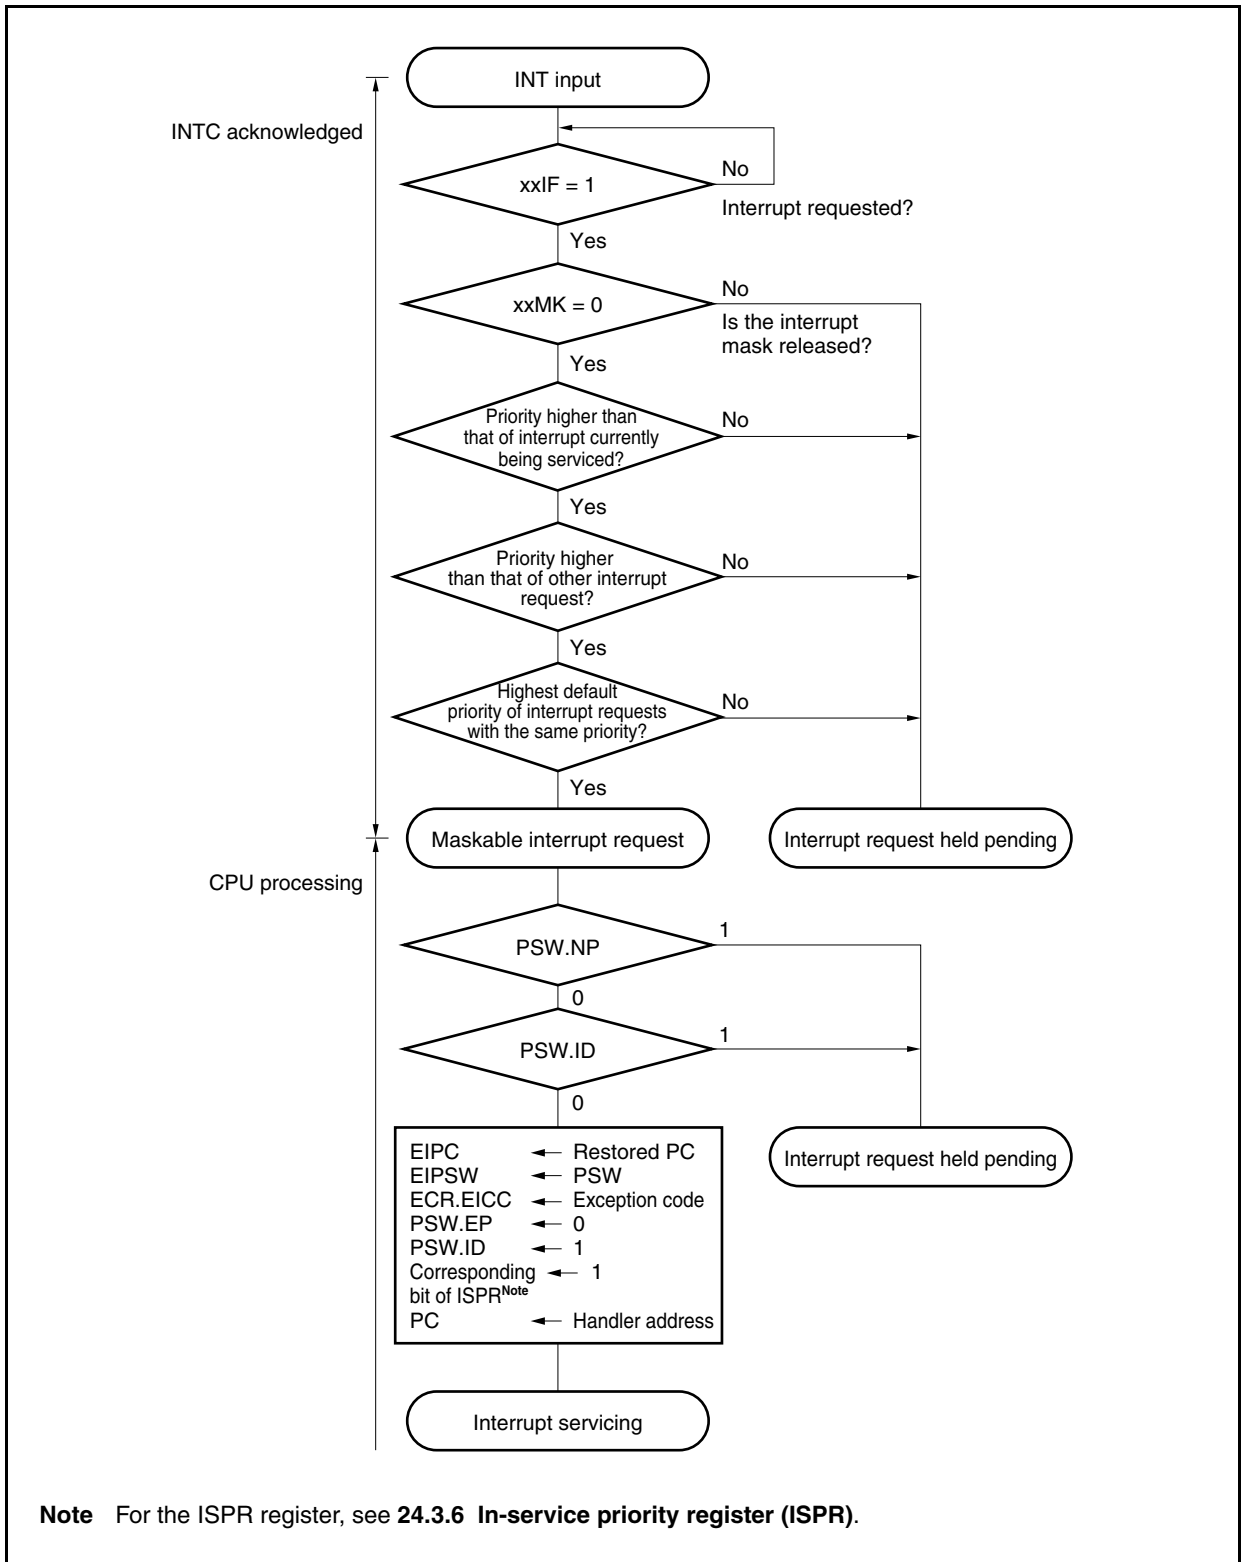 INT input
INTC acknowledged
xxIF = 1
No
Interrupt requested?
Yes
xxMK = 0
No
Is the interrupt
mask released?
Yes
Priority higher than
that of interrupt currently
being serviced?
No
Yes
Priority higher
than that of other interrupt
request?
No
Yes
Highest default
priority of interrupt requests
with the same priority?
No
Yes
Maskable interrupt request
Interrupt request held pending
CPU processing
PSW.NP
1
0
PSW.ID
1
0
EIPC ← Restored PC
EIPSW ← PSW
ECR.EICC ← Exception code
PSW.EP ← 0
PSW.ID ← 1
Corresponding ← 1
bit of ISPRNote
PC ← Handler address
Interrupt request held pending
Interrupt servicing
Note For the ISPR register, see 24.3.6 In-service priority register (ISPR).